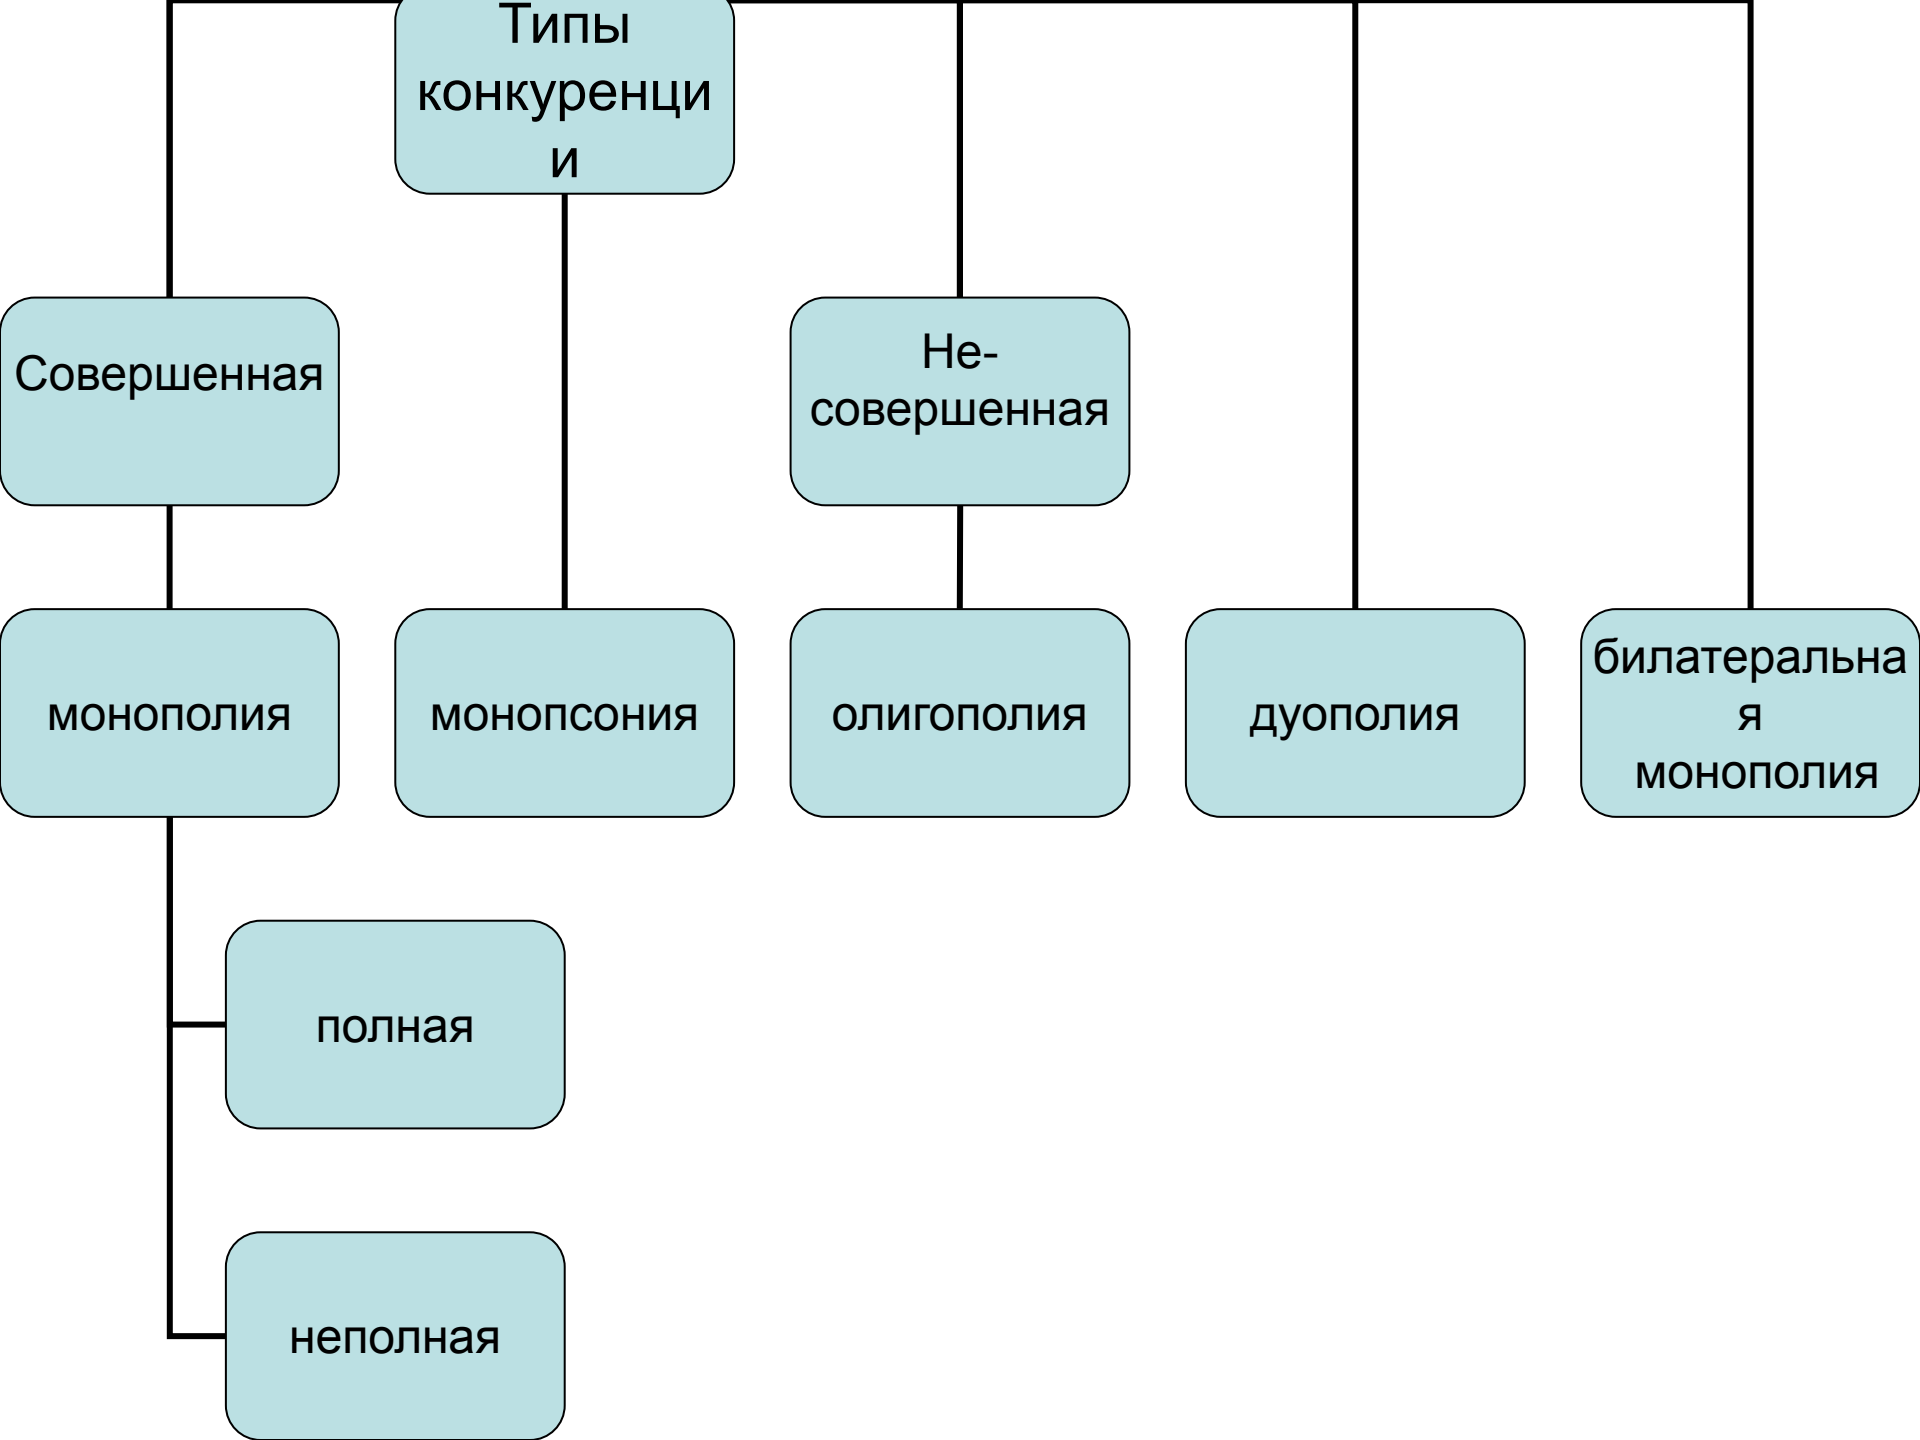 Типы
конкуренци
и
Совершенная
Не-
совершенная
монополия
монопсония
олигополия
дуополия
билатеральна
я
монополия
полная
неполная